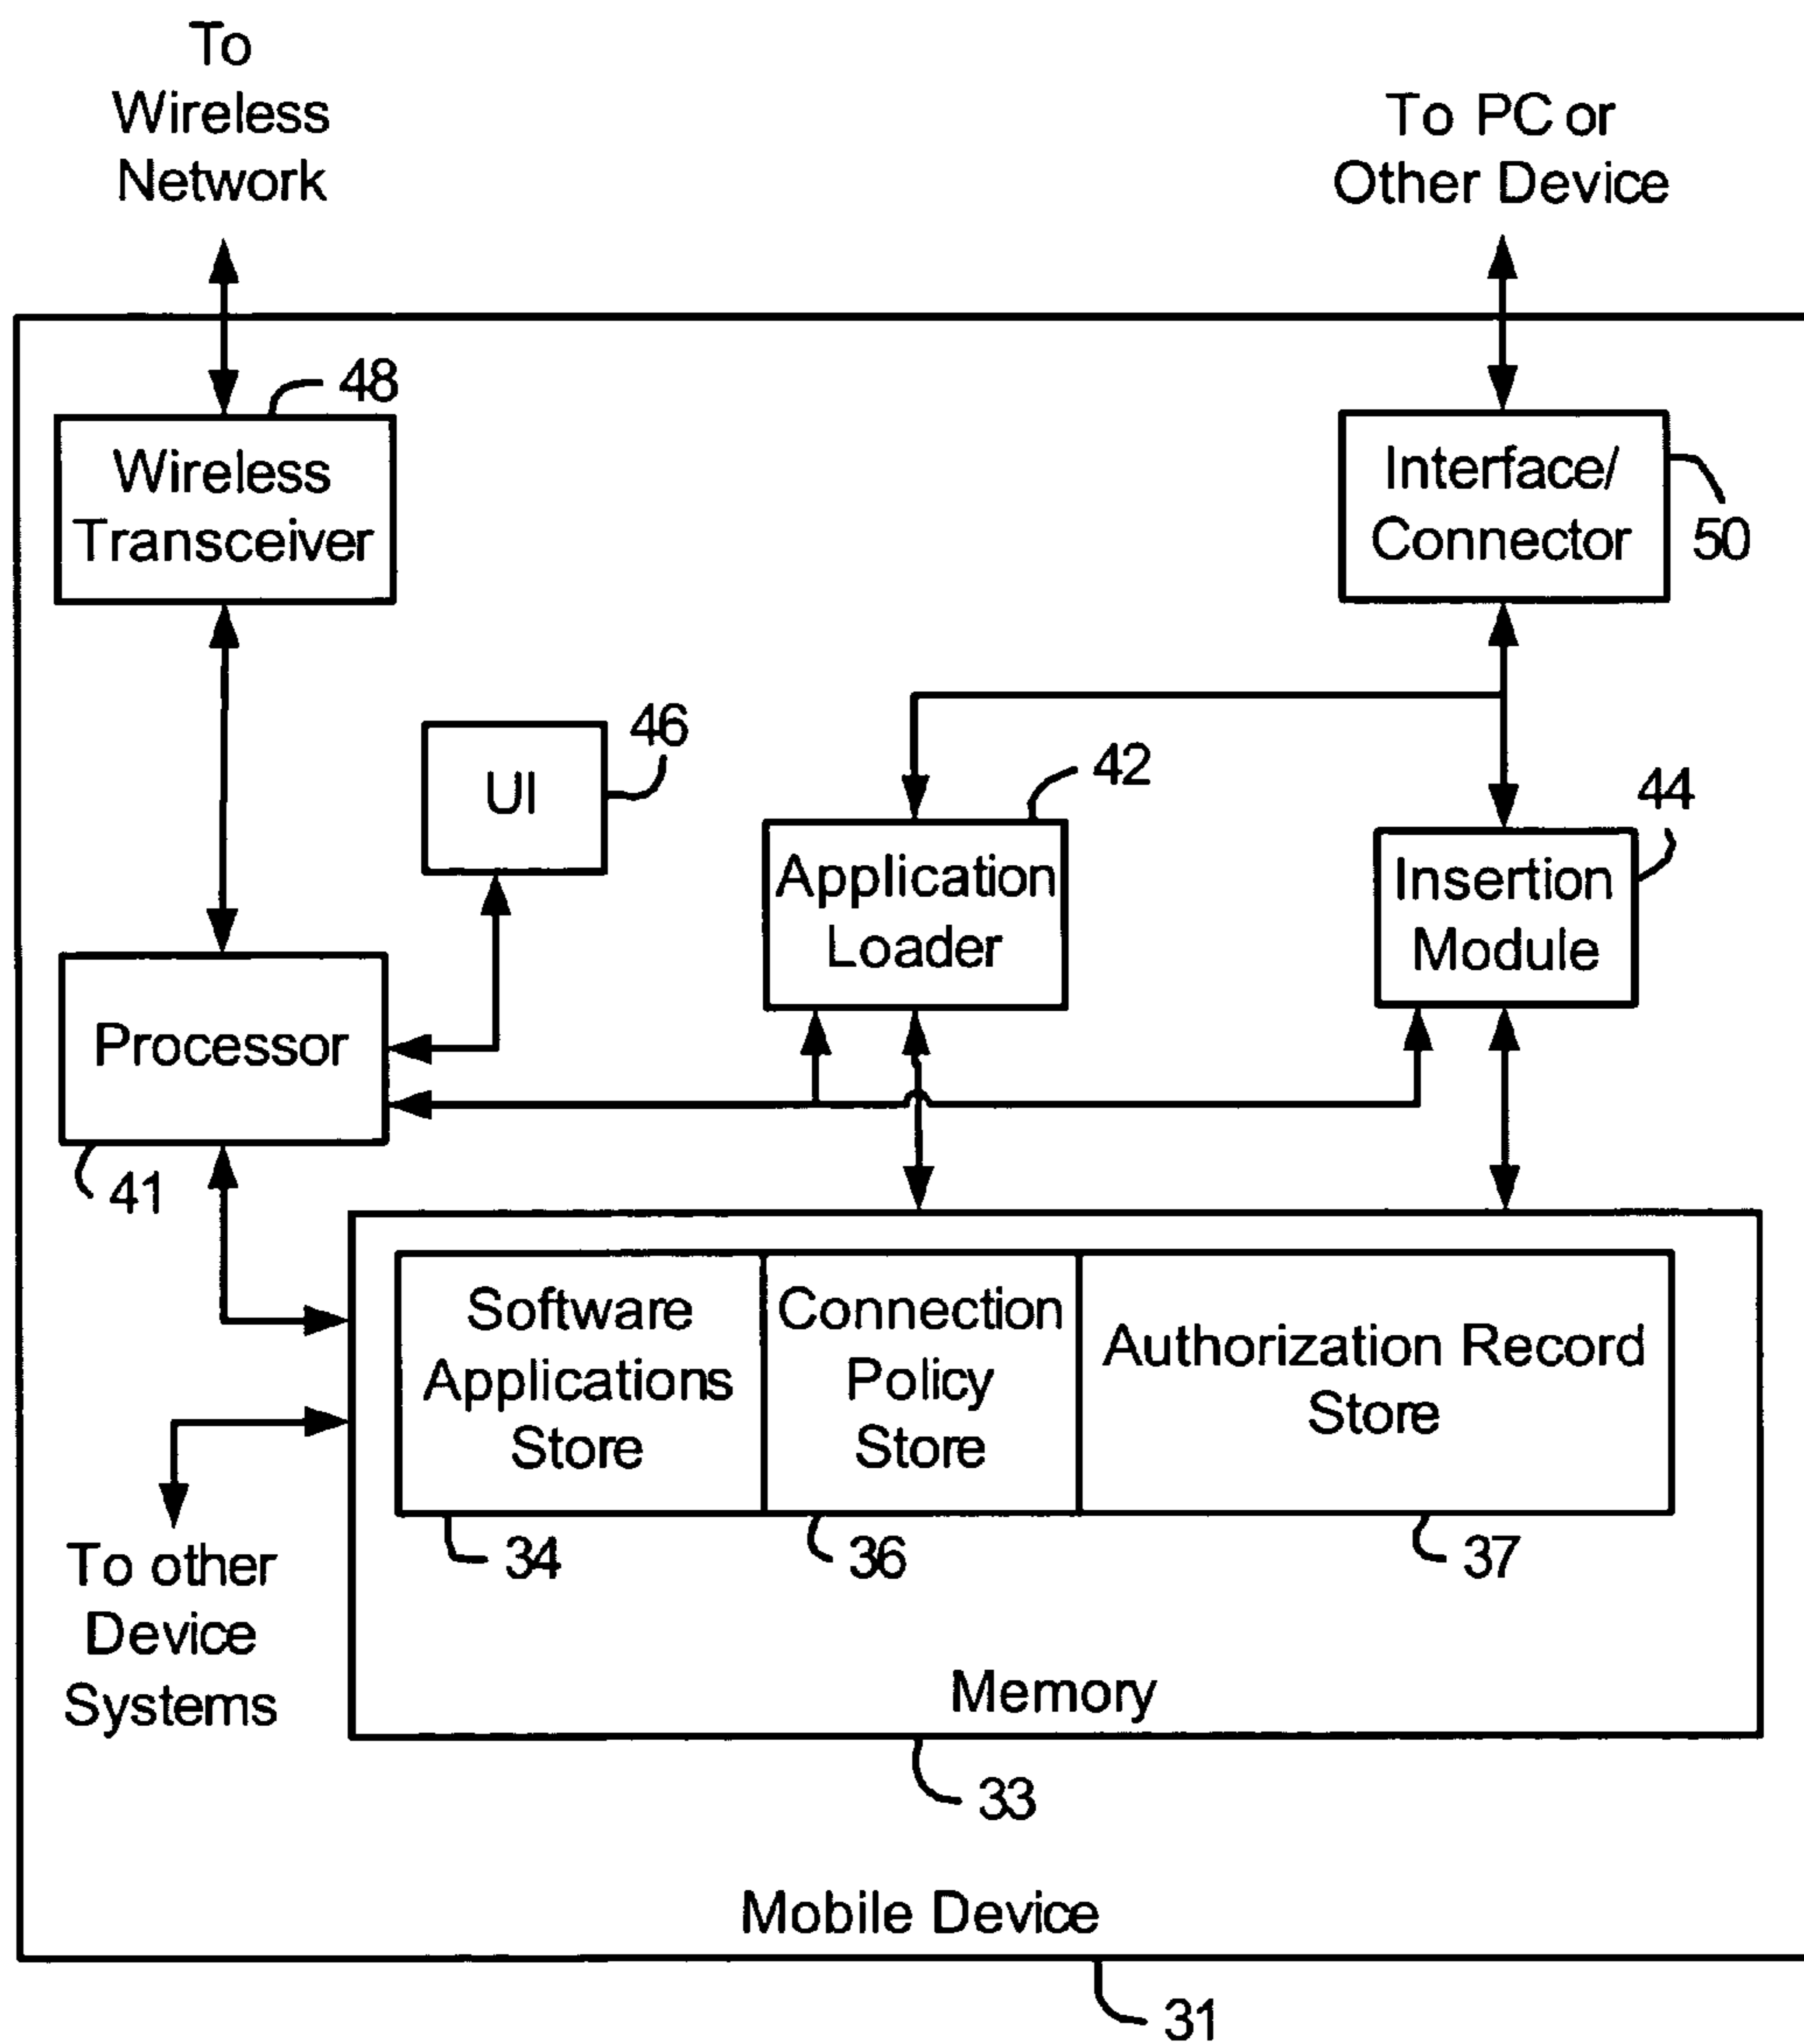 To
Wireless
Network
To PC or
Other Device
48
Wireless
Transceiver
Interface/
Connector
50
46
UI
42
44
Application
Loader
Insertion
Module
Processor
41
Software
Applications
Store
Connection
Policy
Store
Authorization Record
Store
34
36
37
To other
Device
Systems
Memory
33
Mobile Device
31